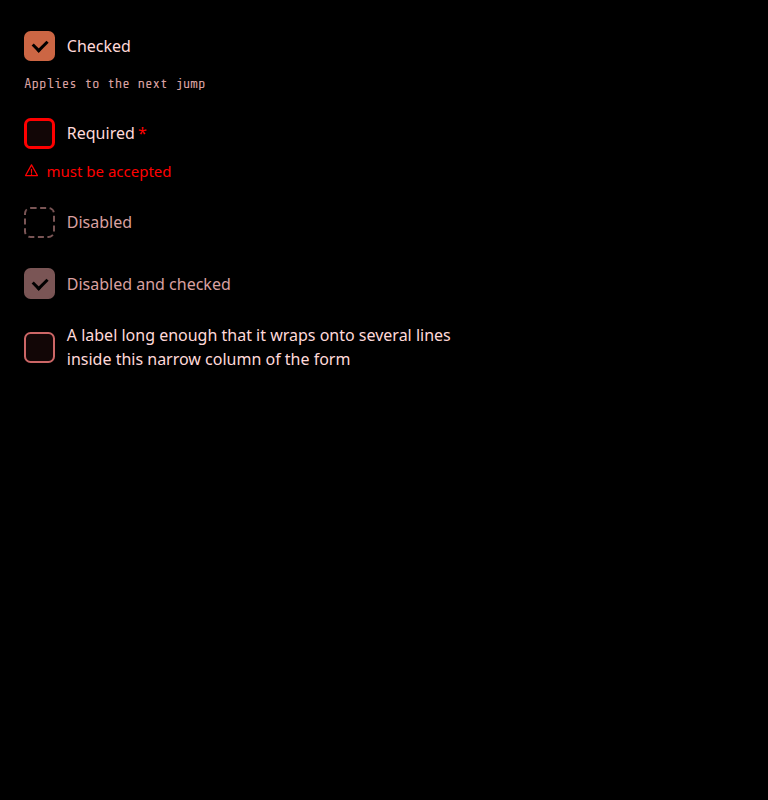 Checked
Applies to the next jump
Required *
⚠ must be accepted
Disabled
Disabled and checked
A label long enough that it wraps onto several lines
inside this narrow column of the form